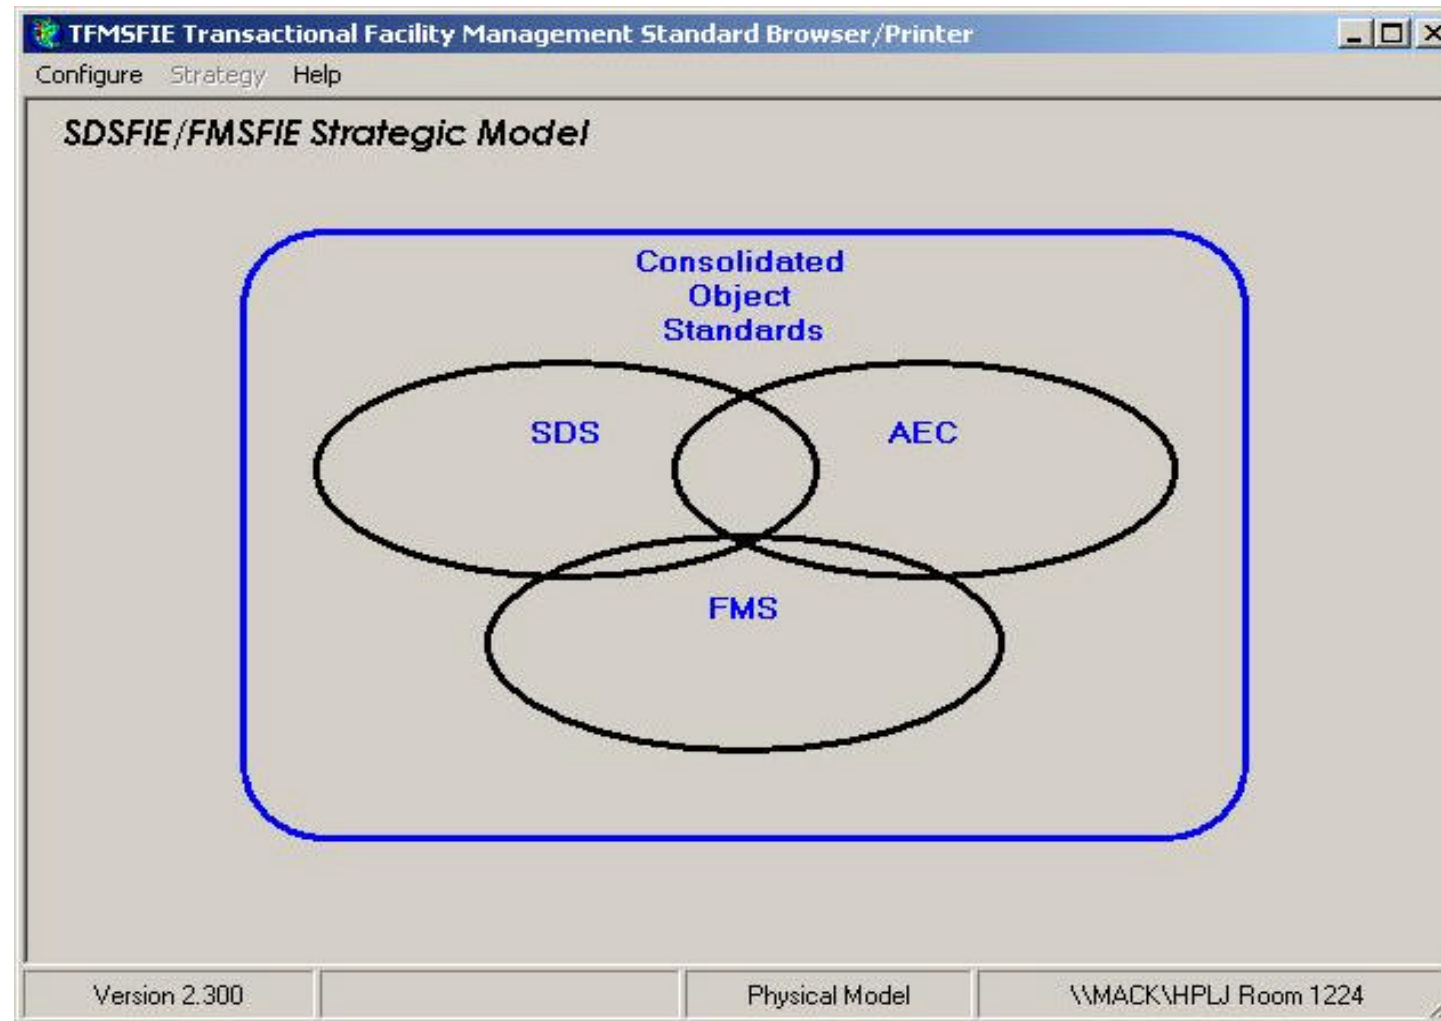 TFMSFIE Transactional Facility Management Standard Browser/Printer
Configure Strategy Help
SDSFIE/FMSFIE Strategic Model
Consolidated
Object
Standards
SDS AEC
FMS
Version 2.300 Physical Model \\MACK\HPLJ Room 1224